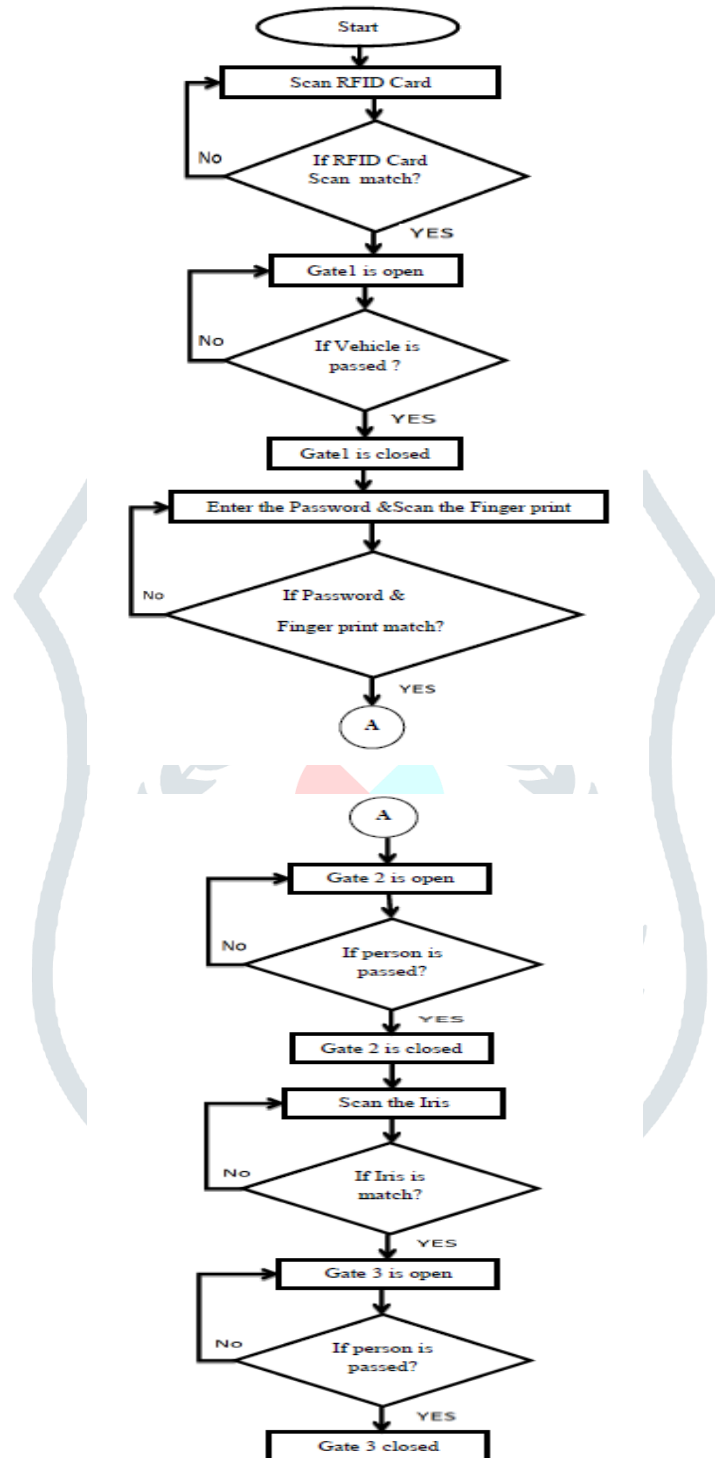 Start
Scan RFID Card
If RFID Card
Scan match?
No
YES
Gate1 is open
If Vehicle is
passed ?
No
YES
Gate1 is closed
Enter the Password &Scan the Finger print
If Password &
Finger print match?
No
YES
A
A
Gate 2 is open
If person is
passed?
No
YES
Gate 2 is closed
Scan the Iris
If Iris is
match?
No
YES
Gate 3 is open
If person is
passed?
No
YES
Gate 3 closed